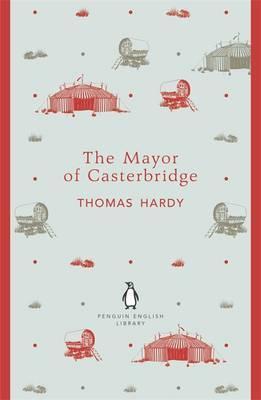 The Mayor
of Casterbridge
THOMAS HARDY
PENGUIN ENGLISH
LIBRARY